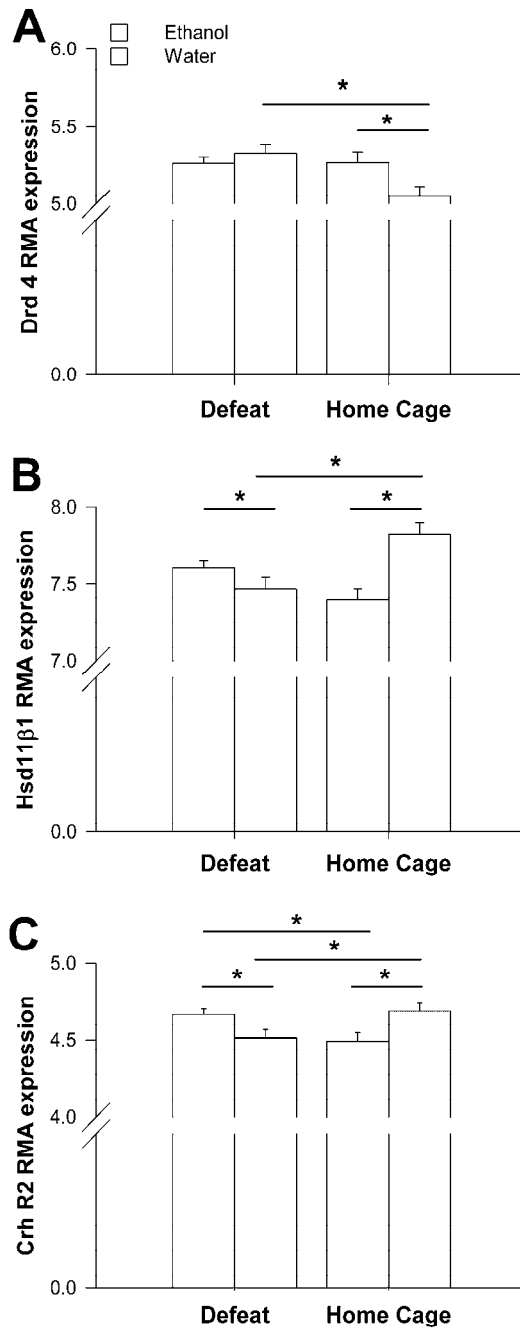 A
Ethanol
Water
6.0
*
5.5
*
5.0
0.0
Drd 4 RMA expression
Defeat Home Cage
B
*
8.0
* *
7.5
7.0
0.0
Hsd11β1 RMA expression
Defeat Home Cage
C
*
*
5.0
* *
4.5
4.0
0.0
Crh R2 RMA expression
Defeat Home Cage